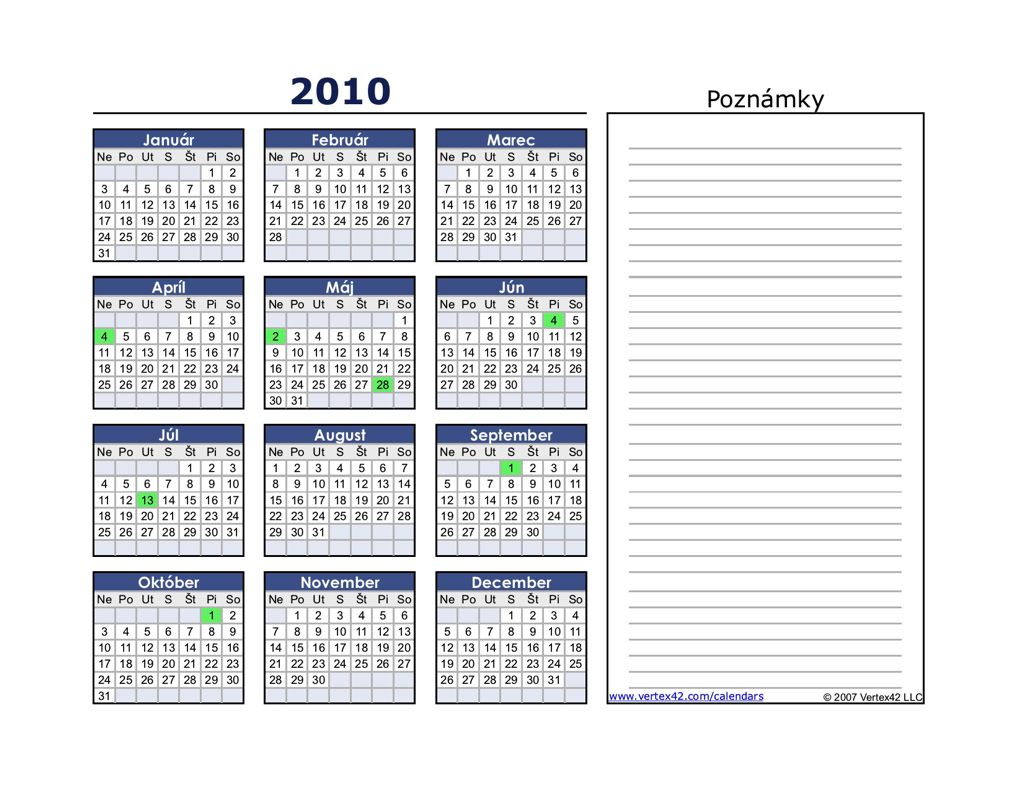 2010
Poznámky
Január Február Marec
Ne Po Ut S Št Pi So Ne Po Ut S Št Pi So Ne Po Ut S Št Pi So
1 2 1 2 3 4 5 6 1 2 3 4 5 6
3 4 5 6 7 8 9 7 8 9 10 11 12 13 7 8 9 10 11 12 13
10 11 12 13 14 15 16 14 15 16 17 18 19 20 14 15 16 17 18 19 20
17 18 19 20 21 22 23 21 22 23 24 25 26 27 21 22 23 24 25 26 27
24 25 26 27 28 29 30 28 28 29 30 31
31
Apríl Máj Jún
Ne Po Ut S Št Pi So Ne Po Ut S Št Pi So Ne Po Ut S Št Pi So
1 2 3 1 1 2 3 4 5
4 5 6 7 8 9 10 2 3 4 5 6 7 8 6 7 8 9 10 11 12
11 12 13 14 15 16 17 9 10 11 12 13 14 15 13 14 15 16 17 18 19
18 19 20 21 22 23 24 16 17 18 19 20 21 22 20 21 22 23 24 25 26
25 26 27 28 29 30 23 24 25 26 27 28 29 27 28 29 30
30 31
Júl August September
Ne Po Ut S Št Pi So Ne Po Ut S Št Pi So Ne Po Ut S Št Pi So
1 2 3 1 2 3 4 5 6 7 1 2 3 4
4 5 6 7 8 9 10 8 9 10 11 12 13 14 5 6 7 8 9 10 11
11 12 13 14 15 16 17 15 16 17 18 19 20 21 12 13 14 15 16 17 18
18 19 20 21 22 23 24 22 23 24 25 26 27 28 19 20 21 22 23 24 25
25 26 27 28 29 30 31 29 30 31 26 27 28 29 30
Október November December
Ne Po Ut S Št Pi So Ne Po Ut S Št Pi So Ne Po Ut S Št Pi So
1 2 1 2 3 4 5 6 1 2 3 4
3 4 5 6 7 8 9 7 8 9 10 11 12 13 5 6 7 8 9 10 11
10 11 12 13 14 15 16 14 15 16 17 18 19 20 12 13 14 15 16 17 18
17 18 19 20 21 22 23 21 22 23 24 25 26 27 19 20 21 22 23 24 25
24 25 26 27 28 29 30 28 29 30 26 27 28 29 30 31
31
www.vertex42.com/calendars © 2007 Vertex42 LLC